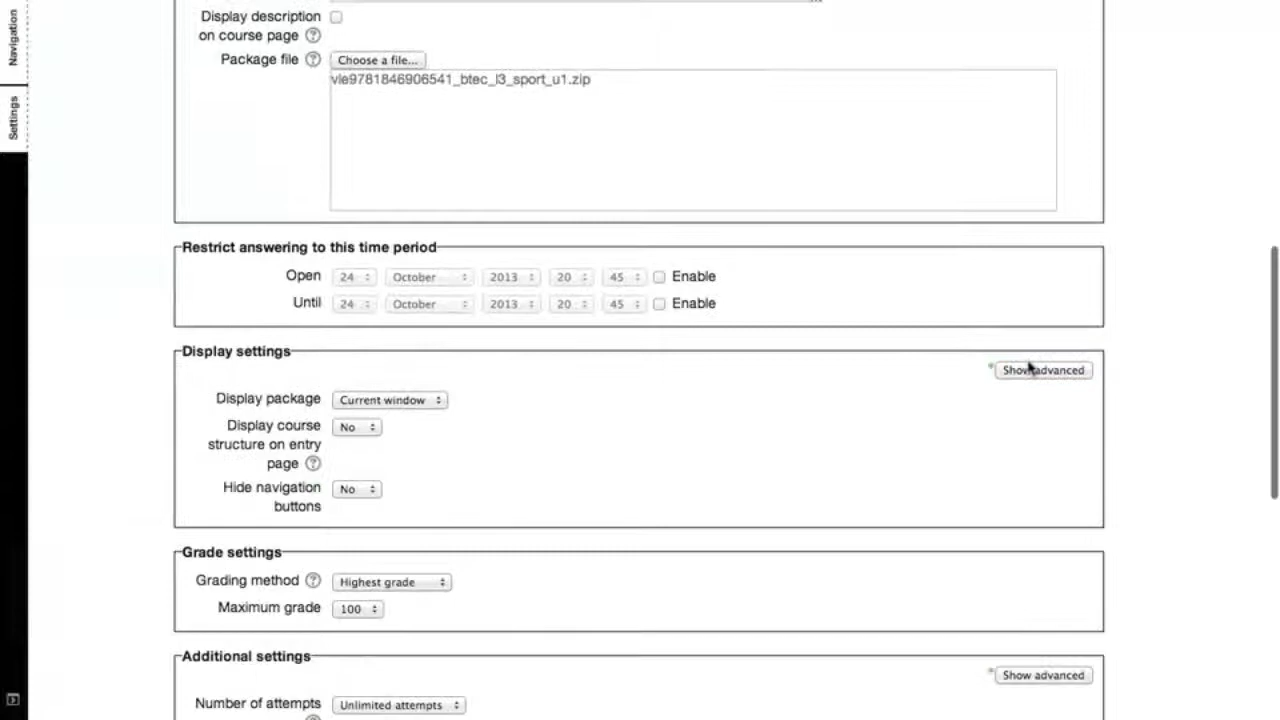 Navigation
Settings
Display description
on course page
Package file Choose a file...
vle9781846906541_btec_l3_sport_u1.zip
Restrict answering to this time period
Open 24 October 2013 20 45 Enable
Until 24 October 2013 20 45 Enable
Display settings
* Show advanced
Display package Current window
Display course
structure on entry
page
No
Hide navigation
buttons
No
Grade settings
Grading method Highest grade
Maximum grade 100
Additional settings
* Show advanced
Number of attempts Unlimited attempts